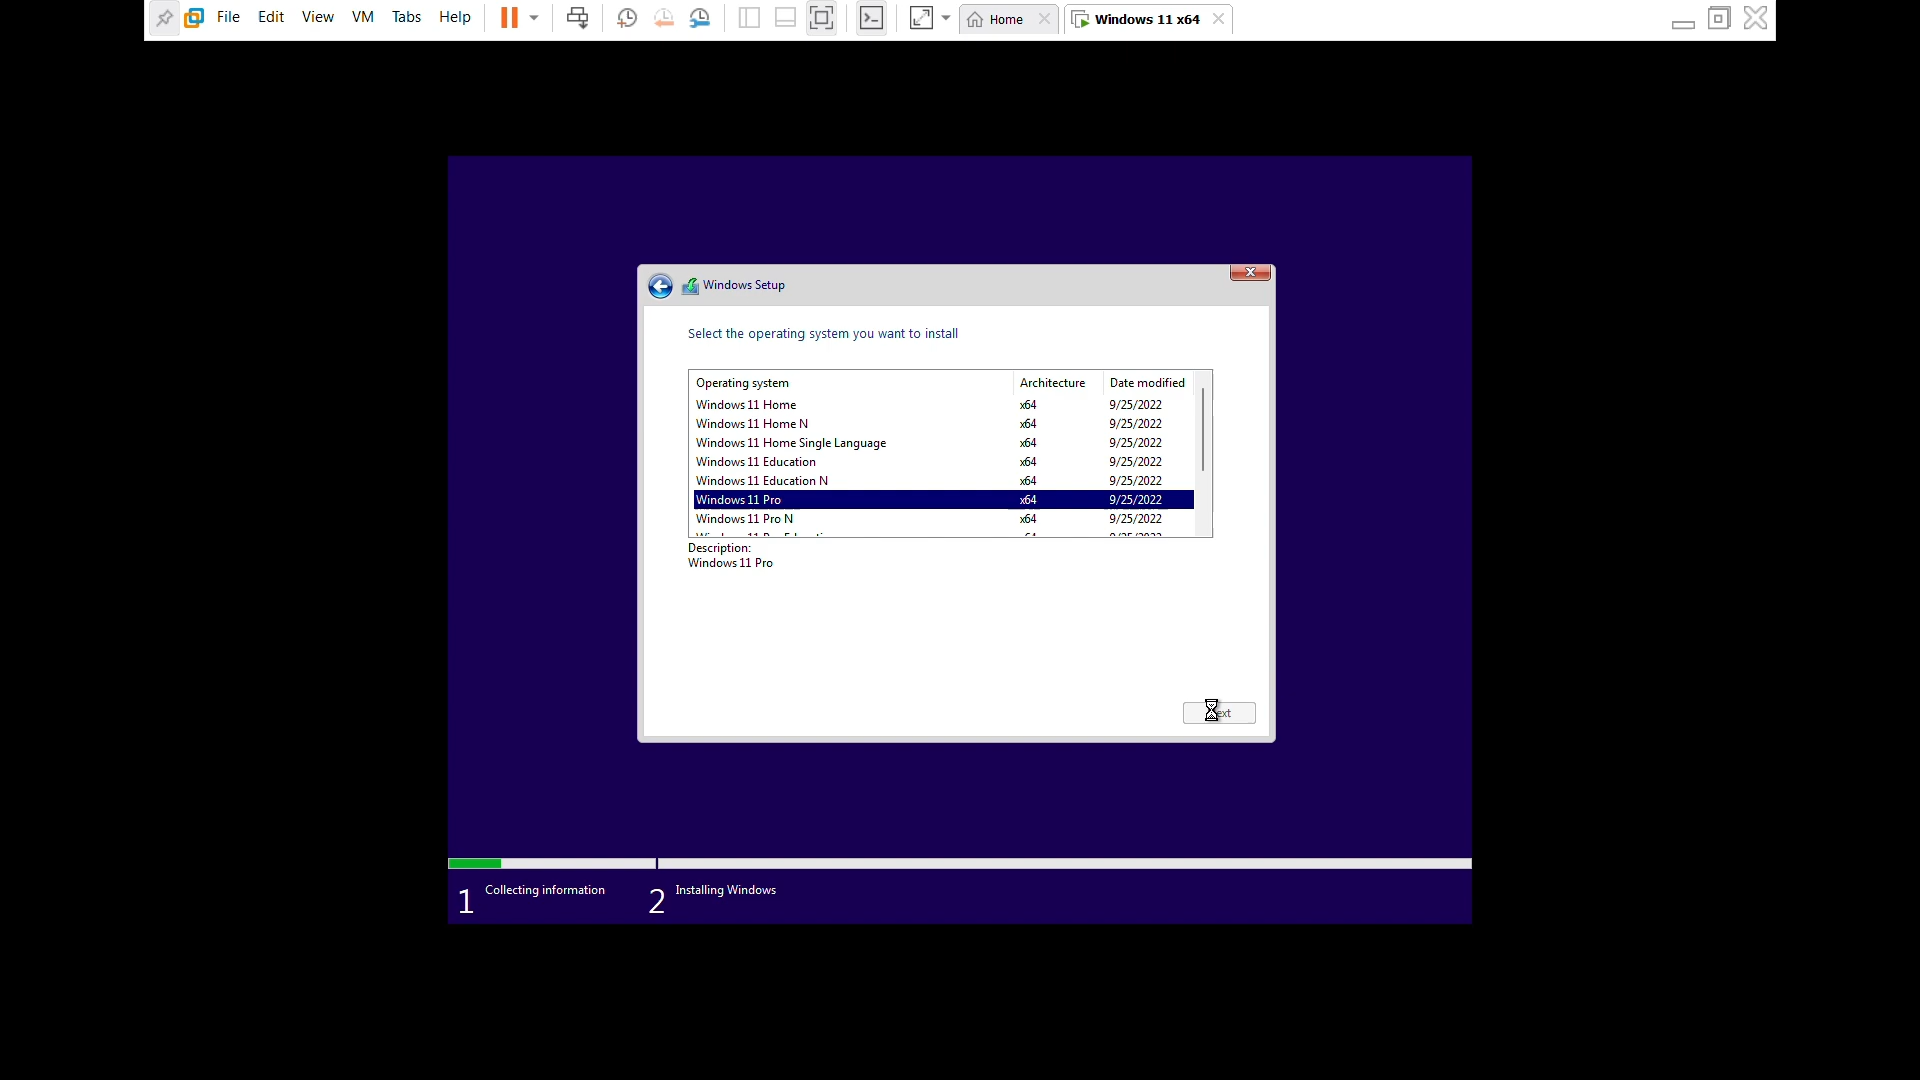 File Edit View VM Tabs Help Home Windows 11 x64
Windows Setup
Select the operating system you want to install
Operating system Architecture Date modified
Windows 11 Home x64 9/25/2022
Windows 11 Home N x64 9/25/2022
Windows 11 Home Single Language x64 9/25/2022
Windows 11 Education x64 9/25/2022
Windows 11 Education N x64 9/25/2022
Windows 11 Pro x64 9/25/2022
Windows 11 Pro N x64 9/25/2022
Description:
Windows 11 Pro
1 Collecting information 2 Installing Windows